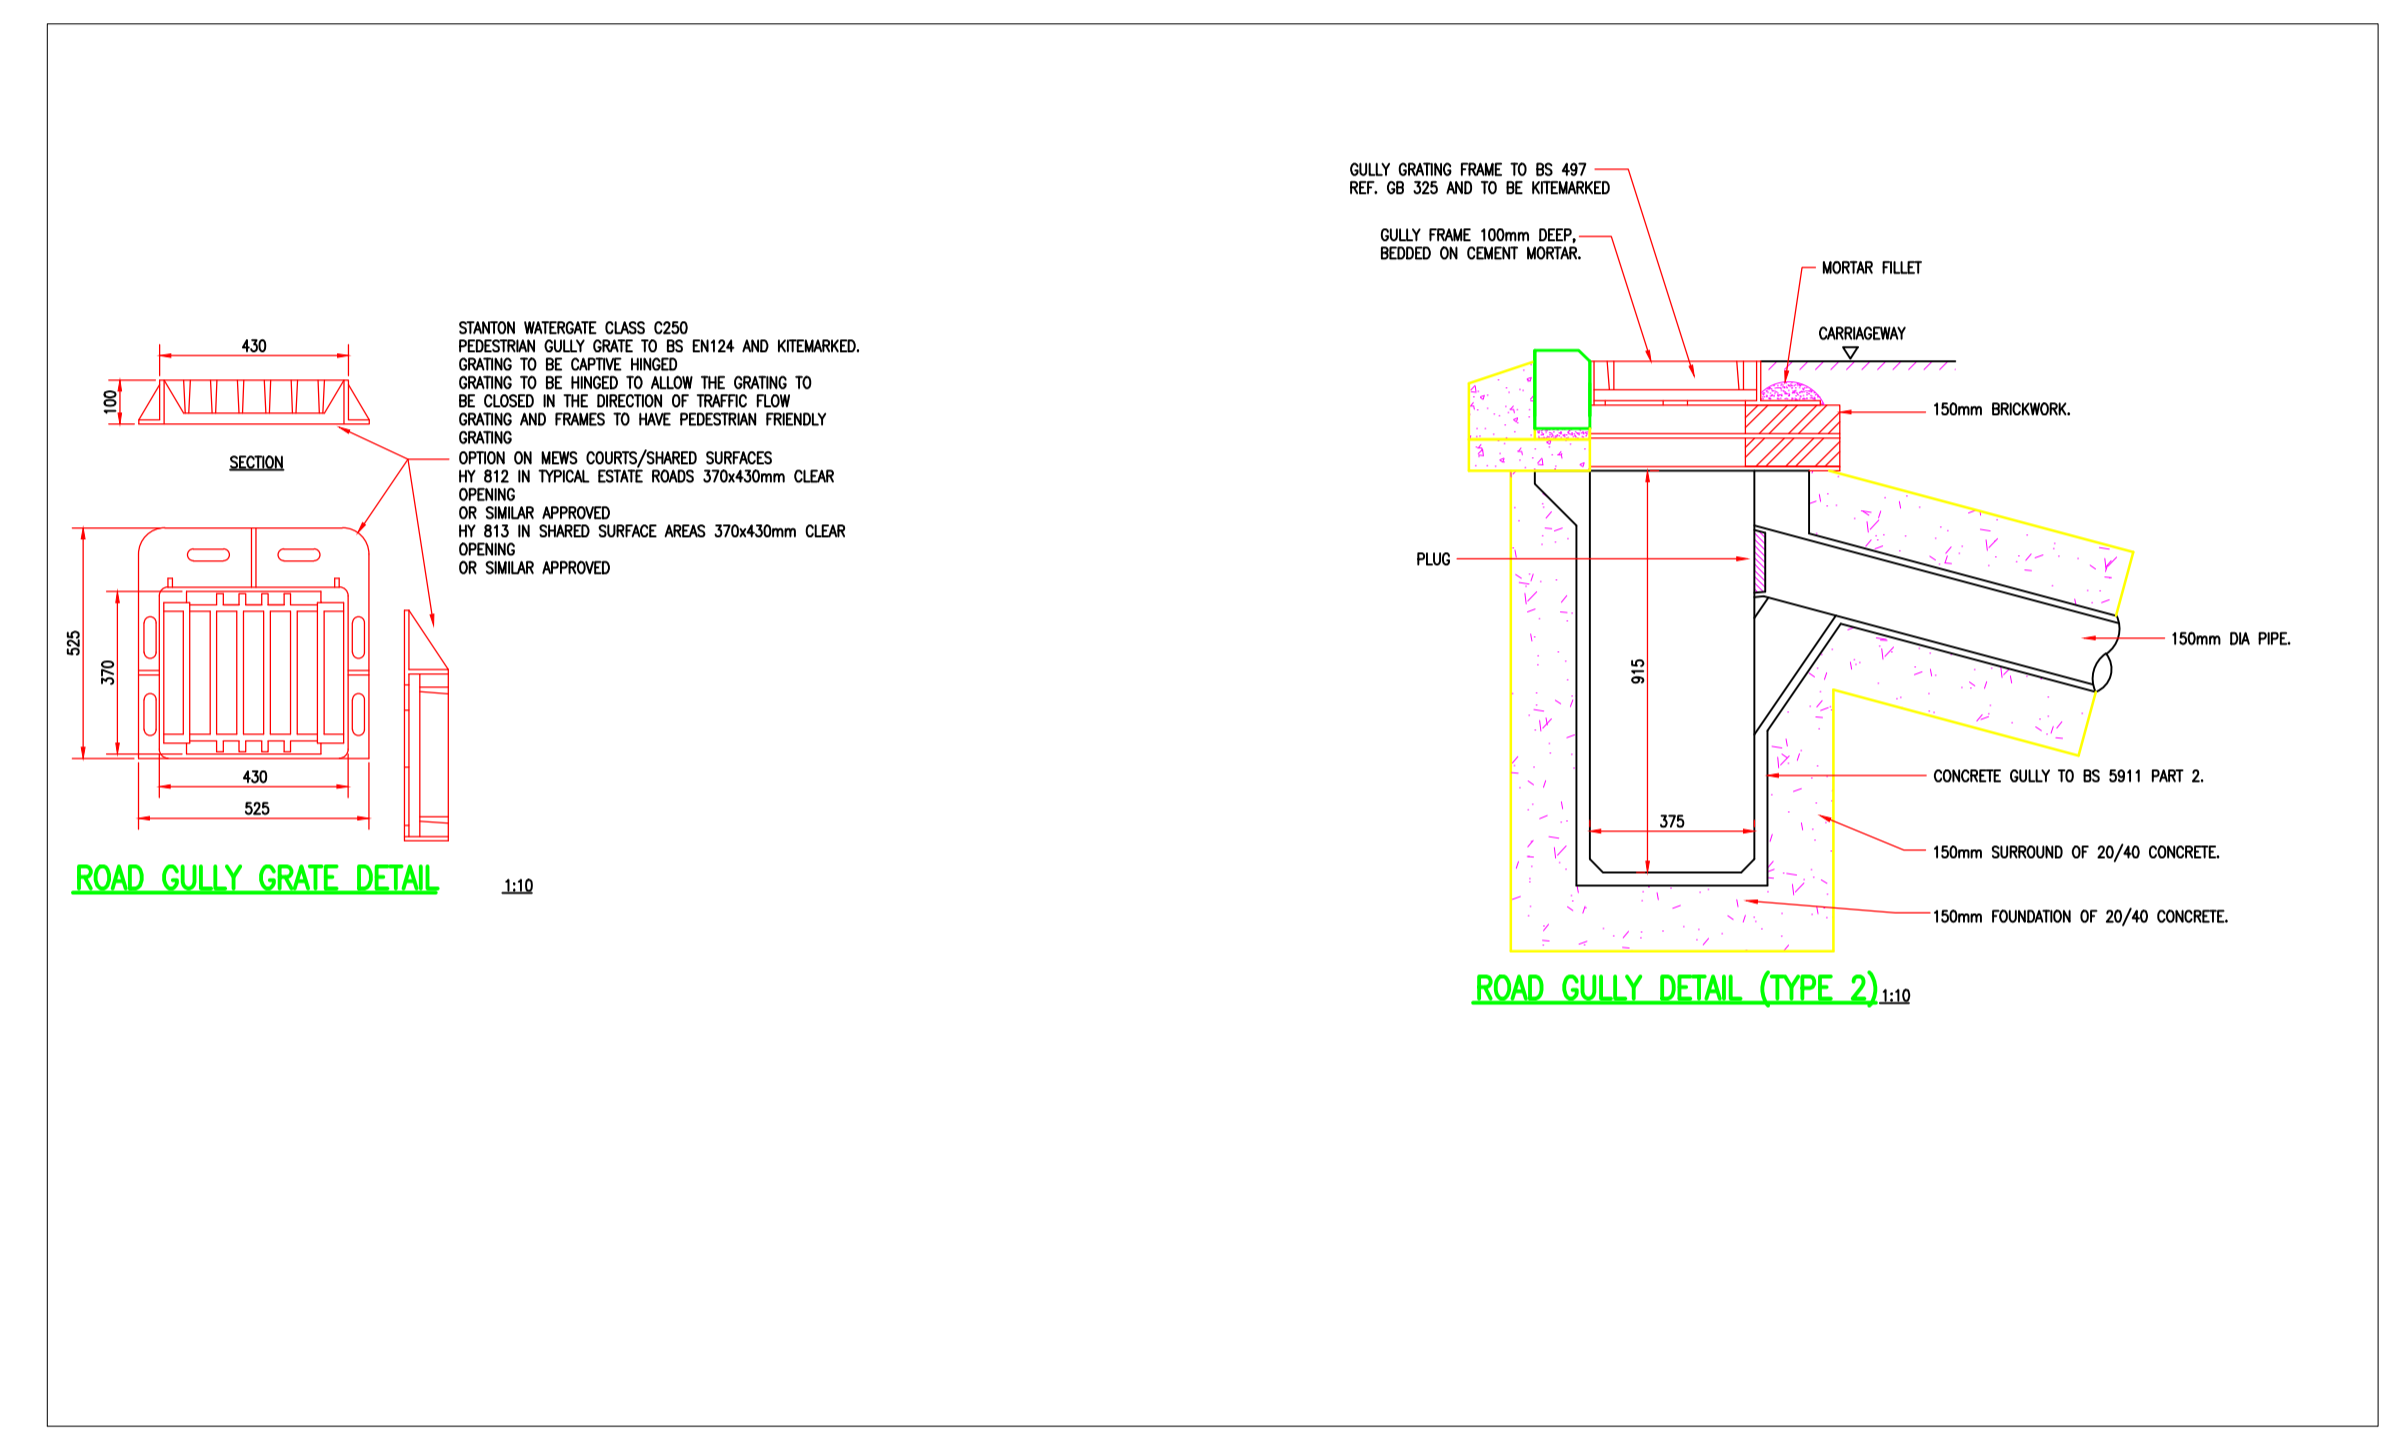 430
100
SECTION
STANTON WATERGATE CLASS C250
PEDESTRIAN GULLY GRATE TO BS EN124 AND KITEMARKED.
GRATING TO BE CAPTIVE HINGED
GRATING TO BE HINGED TO ALLOW THE GRATING TO
BE CLOSED IN THE DIRECTION OF TRAFFIC FLOW
GRATING AND FRAMES TO HAVE PEDESTRIAN FRIENDLY
GRATING
OPTION ON MEWS COURTS/SHARED SURFACES
HY 812 IN TYPICAL ESTATE ROADS 370x430mm CLEAR
OPENING
OR SIMILAR APPROVED
HY 813 IN SHARED SURFACE AREAS 370x430mm CLEAR
OPENING
OR SIMILAR APPROVED
525
370
430
525
ROAD GULLY GRATE DETAIL
1:10
GULLY GRATING FRAME TO BS 497
REF. GB 325 AND TO BE KITEMARKED
GULLY FRAME 100mm DEEP,
BEDDED ON CEMENT MORTAR.
MORTAR FILLET
CARRIAGEWAY
150mm BRICKWORK.
PLUG
150mm DIA PIPE.
915
375
CONCRETE GULLY TO BS 5911 PART 2.
150mm SURROUND OF 20/40 CONCRETE.
150mm FOUNDATION OF 20/40 CONCRETE.
ROAD GULLY DETAIL (TYPE 2)
1:10